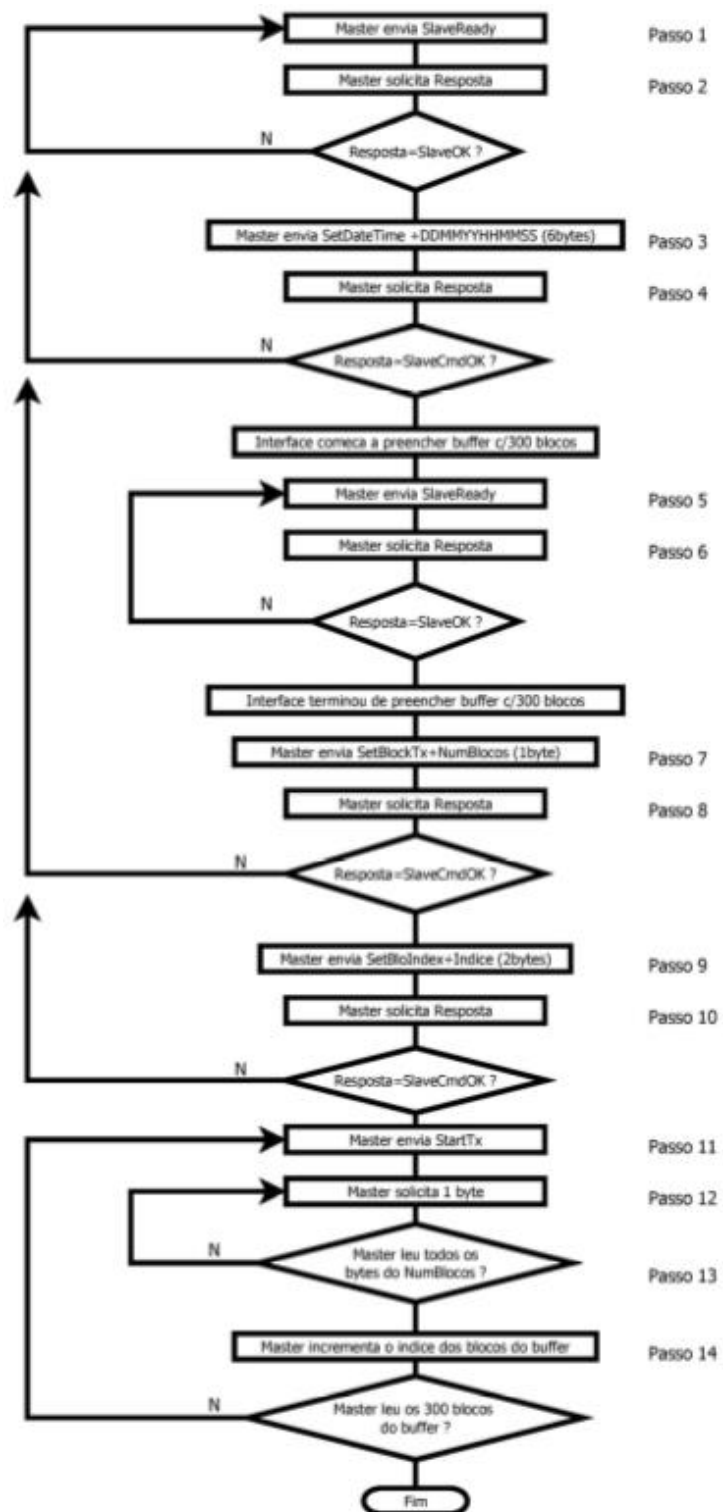 Master envia SlaveReady
Passo 1
Master solicita Resposta
Passo 2
N
Resposta=SlaveOK ?
Master envia SetDateTime +DDMMYYHHMMSS (6bytes)
Passo 3
Master solicita Resposta
Passo 4
N
Resposta=SlaveCmdOK ?
Interface comeca a preencher buffer c/300 blocos
Master envia SlaveReady
Passo 5
Master solicita Resposta
Passo 6
N
Resposta=SlaveOK ?
Interface terminou de preencher buffer c/300 blocos
Master envia SetBlockTx+NumBlocos (1byte)
Passo 7
Master solicita Resposta
Passo 8
N
Resposta=SlaveCmdOK ?
Master envia SetBloIndex+Indice (2bytes)
Passo 9
Master solicita Resposta
Passo 10
N
Resposta=SlaveCmdOK ?
Master envia StartTx
Passo 11
Master solicita 1 byte
Passo 12
N
Master leu todos os
bytes do NumBlocos ?
Passo 13
Master incrementa o indice dos blocos do buffer
Passo 14
N
Master leu os 300 blocos
do buffer ?
Fim